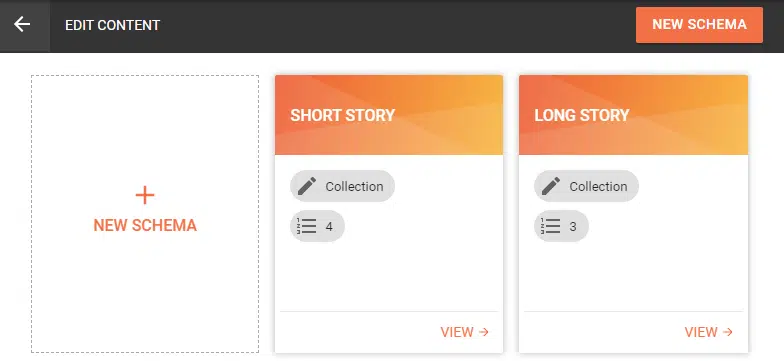 EDIT CONTENT
NEW SCHEMA
NEW SCHEMA
SHORT STORY
Collection
4
VIEW
LONG STORY
Collection
3
VIEW